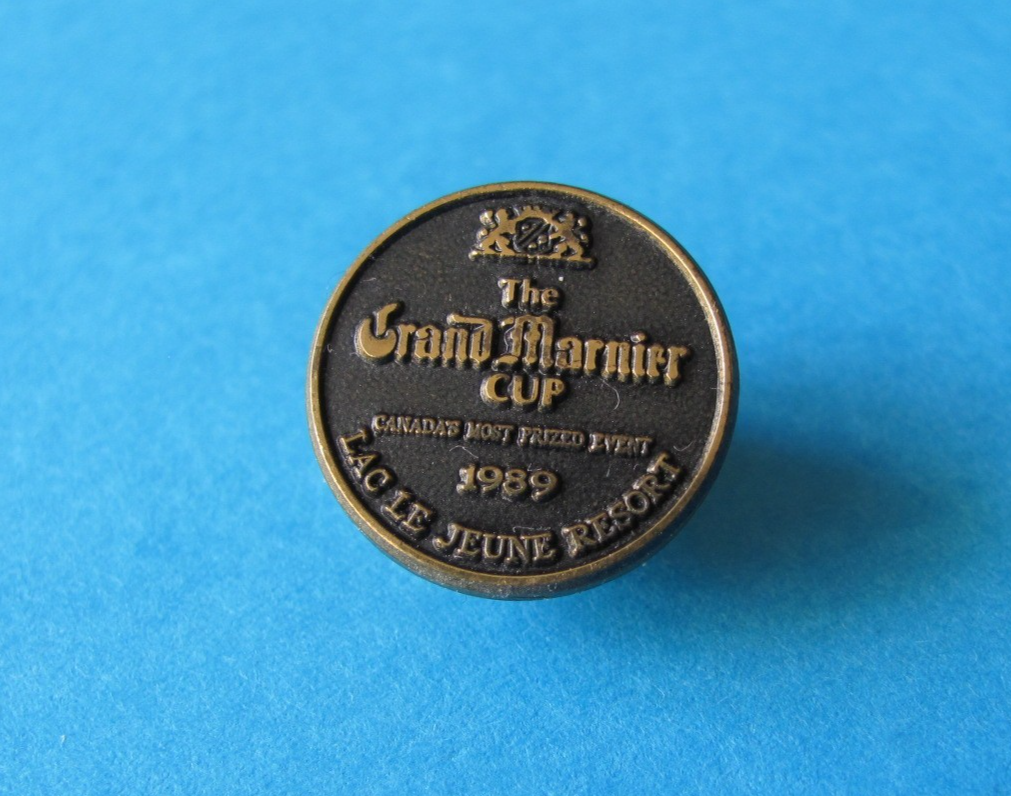 The
Grand Marnier
CUP
CANADA'S MOST PRIZED EVENT
1989
LAC LE JEUNE RESORT